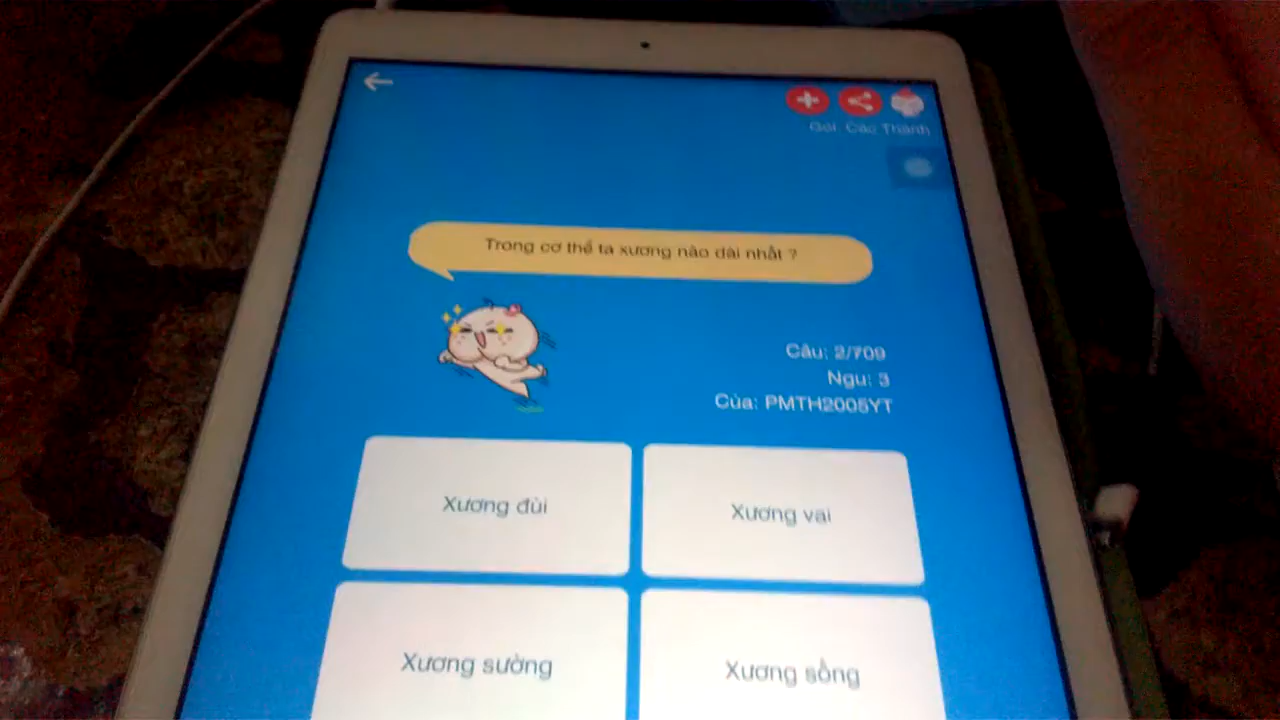 Gói Các Thành
Trong cơ thể ta xương nào dài nhất ?
Câu: 2/709
Ngu: 3
Của: PMTH2005YT
Xương đùi
Xương vai
Xương sườn
Xương sống